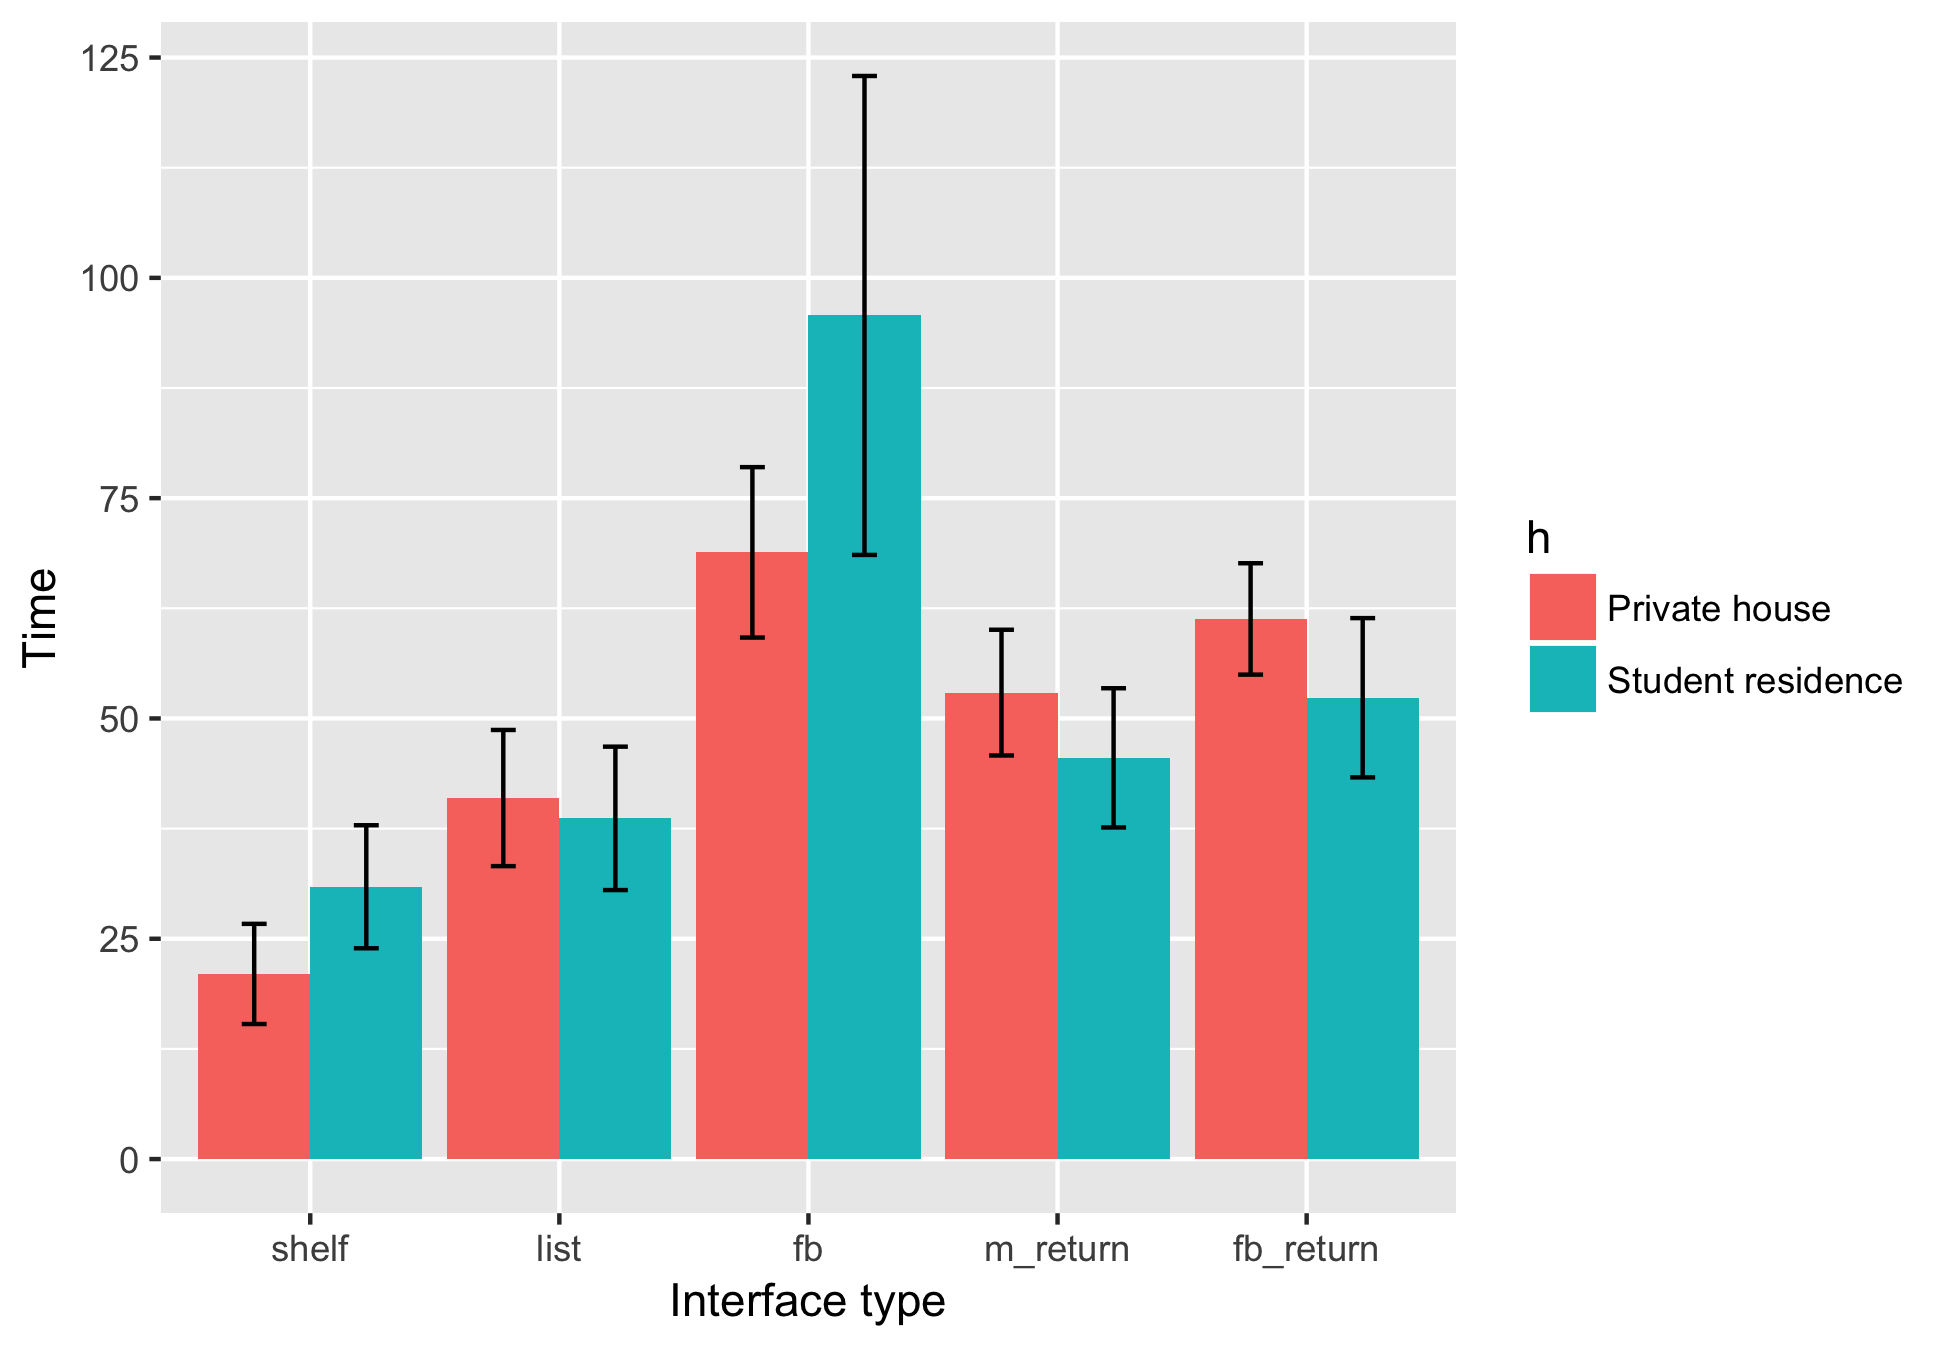 125
100
75
50
25
0
Time
shelf
list
fb
m_return
fb_return
Interface type
h
Private house
Student residence